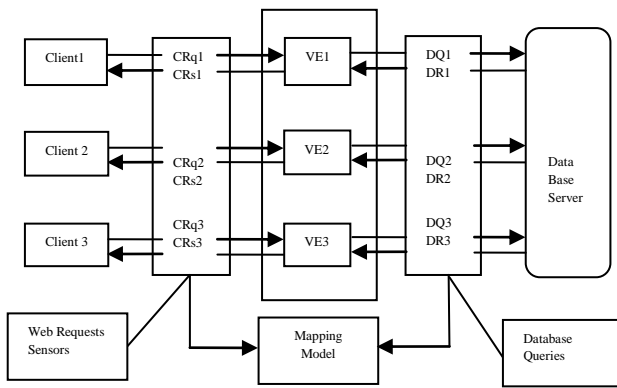 Client1
CRq1
CRs1
VE1
DQ1
DR1
Client 2
CRq2
CRs2
VE2
DQ2
DR2
Data
Base
Server
Client 3
CRq3
CRs3
VE3
DQ3
DR3
Web Requests
Sensors
Mapping
Model
Database
Queries